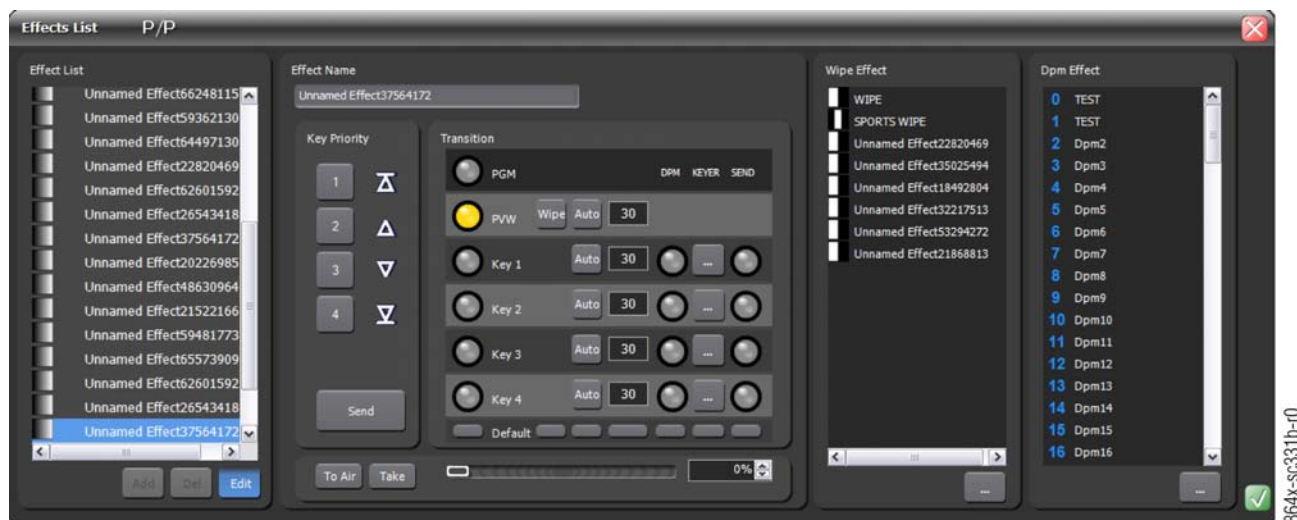 Effects List P/P
Effect List
Unnamed Effect66248115
Unnamed Effect59362130
Unnamed Effect64497130
Unnamed Effect22820469
Unnamed Effect62601592
Unnamed Effect26543418
Unnamed Effect37564172
Unnamed Effect20226985
Unnamed Effect48630964
Unnamed Effect21522166
Unnamed Effect59481773
Unnamed Effect65573909
Unnamed Effect62601592
Unnamed Effect26543418
Unnamed Effect37564172
Add Del Edit
Effect Name
Unnamed Effect37564172
Key Priority
1
2
3
4
Send
Transition
PGM DPM KEYER SEND
PVW Wipe Auto 30
Key 1 Auto 30 ...
Key 2 Auto 30 ...
Key 3 Auto 30 ...
Key 4 Auto 30 ...
Default
To Air Take 0%
Wipe Effect
WIPE
SPORTS WIPE
Unnamed Effect22820469
Unnamed Effect35025494
Unnamed Effect18492804
Unnamed Effect32217513
Unnamed Effect53294272
Unnamed Effect21868813
...
Dpm Effect
0 TEST
1 TEST
2 Dpm2
3 Dpm3
4 Dpm4
5 Dpm5
6 Dpm6
7 Dpm7
8 Dpm8
9 Dpm9
10 Dpm10
11 Dpm11
12 Dpm12
13 Dpm13
14 Dpm14
15 Dpm15
16 Dpm16
...
864x-sc331b-r0